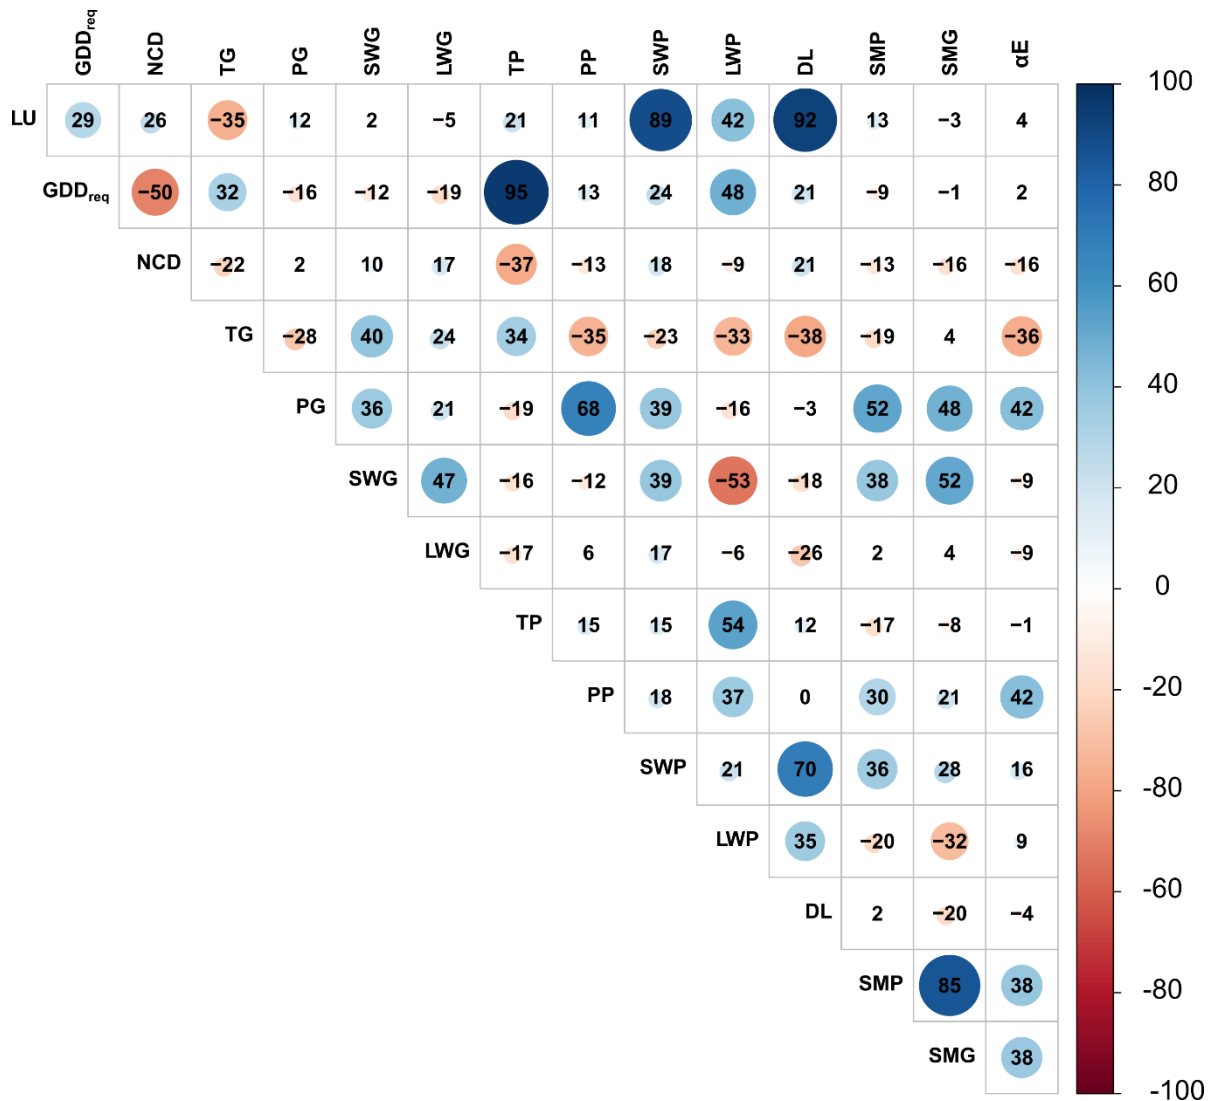 GDDreq NCD TG PG SWG LWG TP PP SWP LWP DL SMP SMG αE
LU 29 26 −35 12 2 −5 21 11 89 42 92 13 −3 4
GDDreq −50 32 −16 −12 −19 95 13 24 48 21 −9 −1 2
NCD −22 2 10 17 −37 −13 18 −9 21 −13 −16 −16
TG −28 40 24 34 −35 −23 −33 −38 −19 4 −36
PG 36 21 −19 68 39 −16 −3 52 48 42
SWG 47 −16 −12 39 −53 −18 38 52 −9
LWG −17 6 17 −6 −26 2 4 −9
TP 15 15 54 12 −17 −8 −1
PP 18 37 0 30 21 42
SWP 21 70 36 28 16
LWP 35 −20 −32 9
DL 2 −20 −4
SMP 85 38
SMG 38
100
80
60
40
20
0
-20
-40
-60
-80
-100